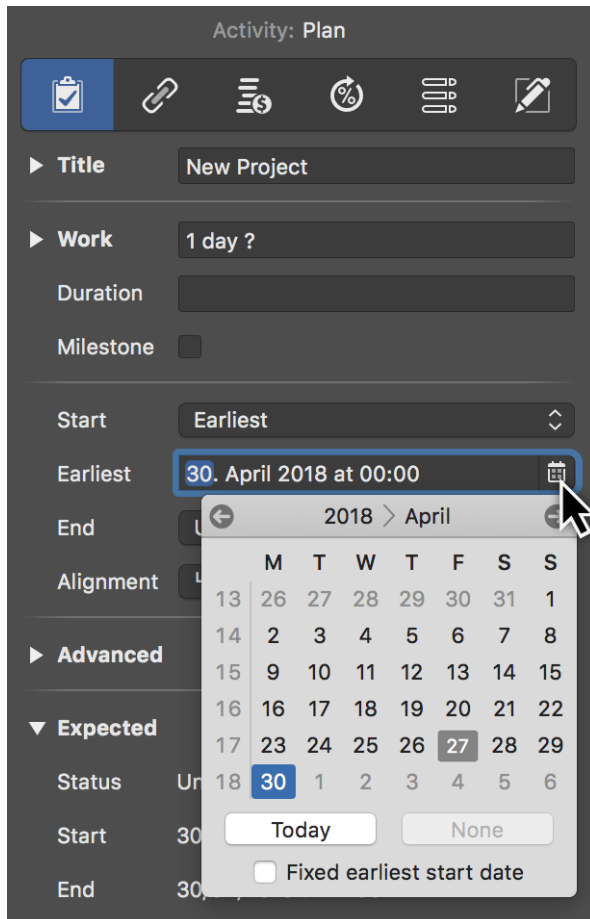 Activity: Plan
Title New Project
Work 1 day ?
Duration
Milestone
Start Earliest
Earliest 30. April 2018 at 00:00
End
2018 > April
Alignment
M T W T F S S
13 26 27 28 29 30 31 1
14 2 3 4 5 6 7 8
Advanced
15 9 10 11 12 13 14 15
16 16 17 18 19 20 21 22
Expected
17 23 24 25 26 27 28 29
Status Un
18 30 1 2 3 4 5 6
Start 30
Today None
Fixed earliest start date
End 30